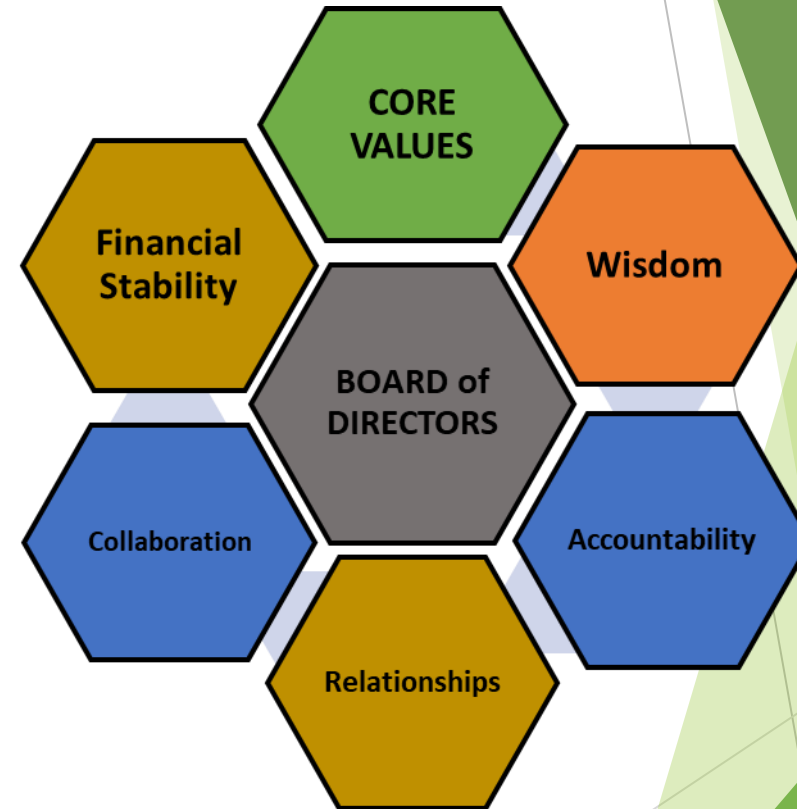 CORE
VALUES
Financial
Stability
Wisdom
BOARD of
DIRECTORS
Collaboration
Accountability
Relationships